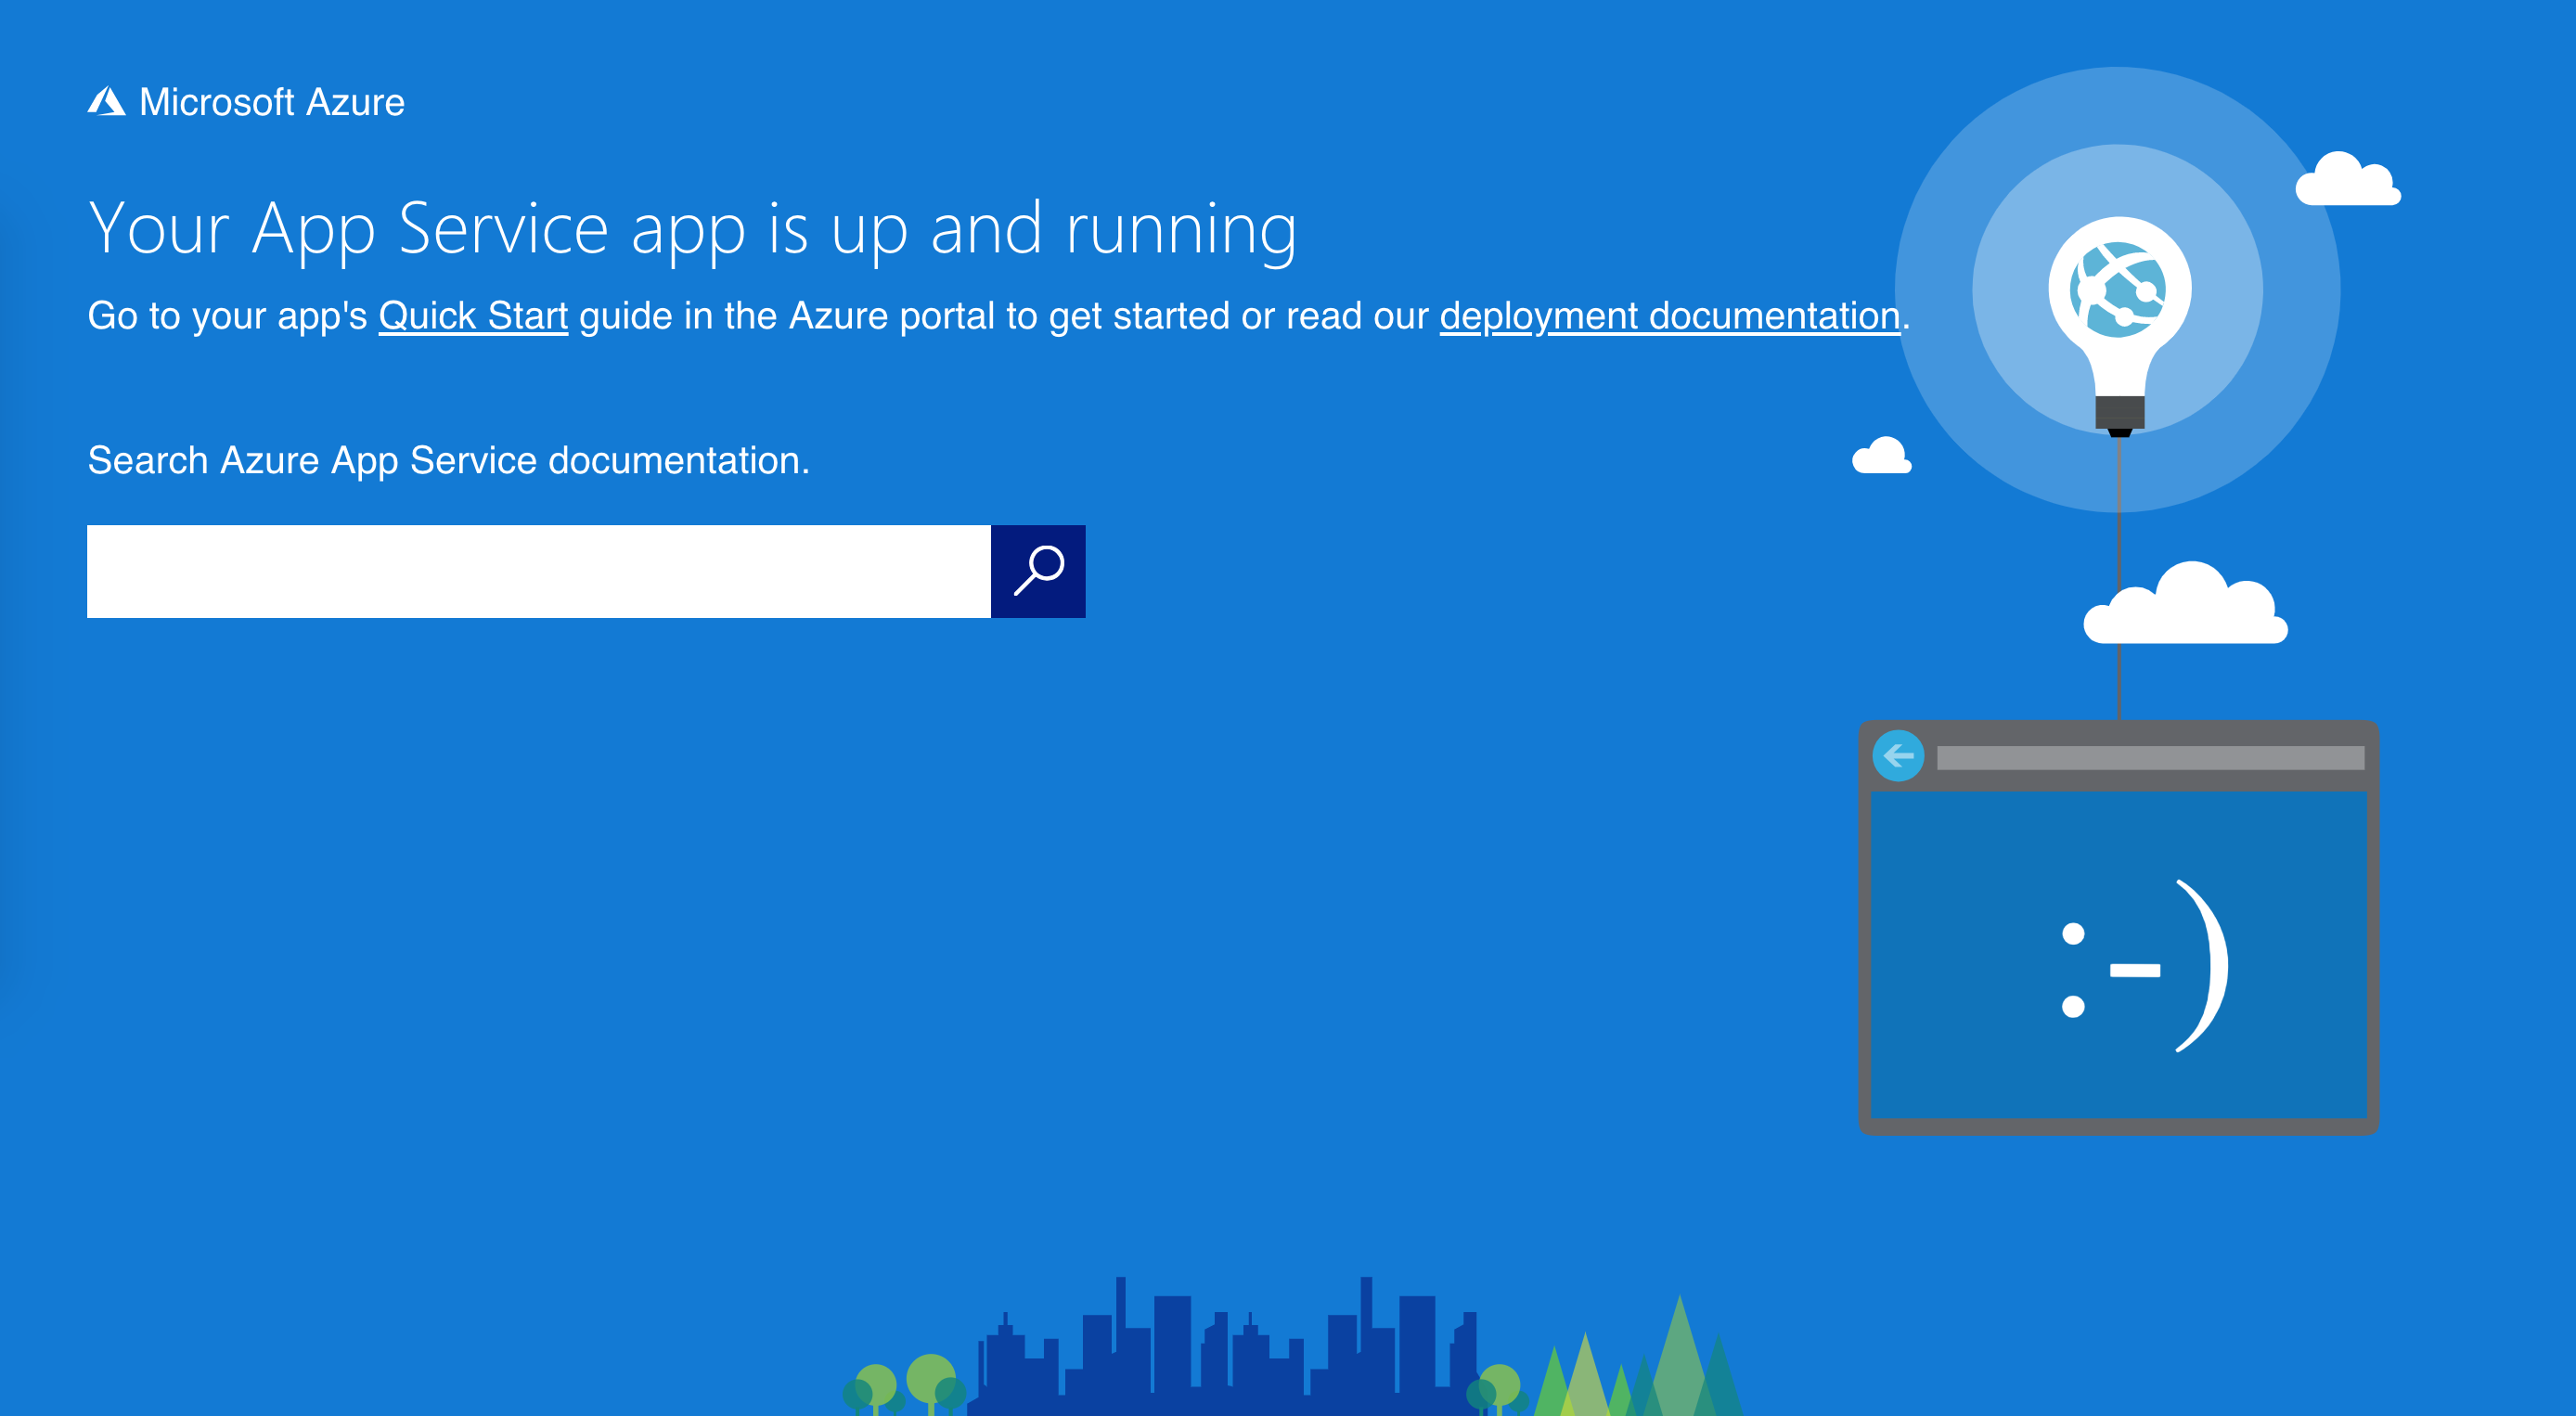 Microsoft Azure
Your App Service app is up and running
Go to your app's Quick Start guide in the Azure portal to get started or read our deployment documentation.
Search Azure App Service documentation.
:-)